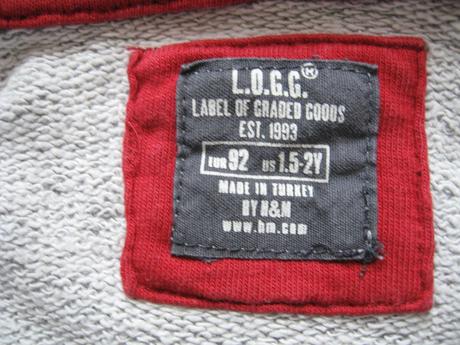 L.O.G.G.®
LABEL OF GRADED GOODS
EST. 1993
EUR 92 US 1.5-2Y
MADE IN TURKEY
BY H&M
www.hm.com